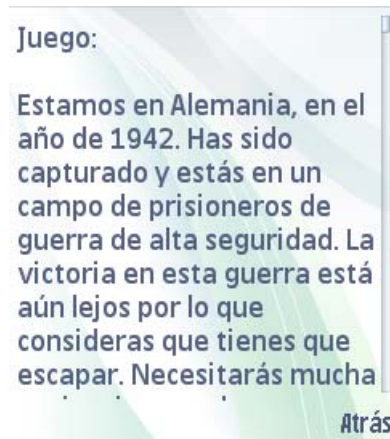 Juego:
Estamos en Alemania, en el
año de 1942. Has sido
capturado y estás en un
campo de prisioneros de
guerra de alta seguridad. La
victoria en esta guerra está
aún lejos por lo que
consideras que tienes que
escapar. Necesitarás mucha
Atrás